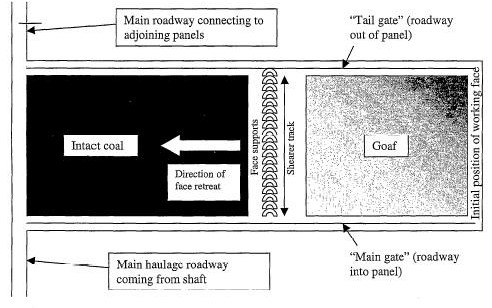 Main roadway connecting to
adjoining panels
“Tail gate” (roadway
out of panel)
Intact coal
Direction of
face retreat
Face supports
Shearer track
Goaf
Initial position of working face
Main haulage roadway
coming from shaft
“Main gate” (roadway
into panel)